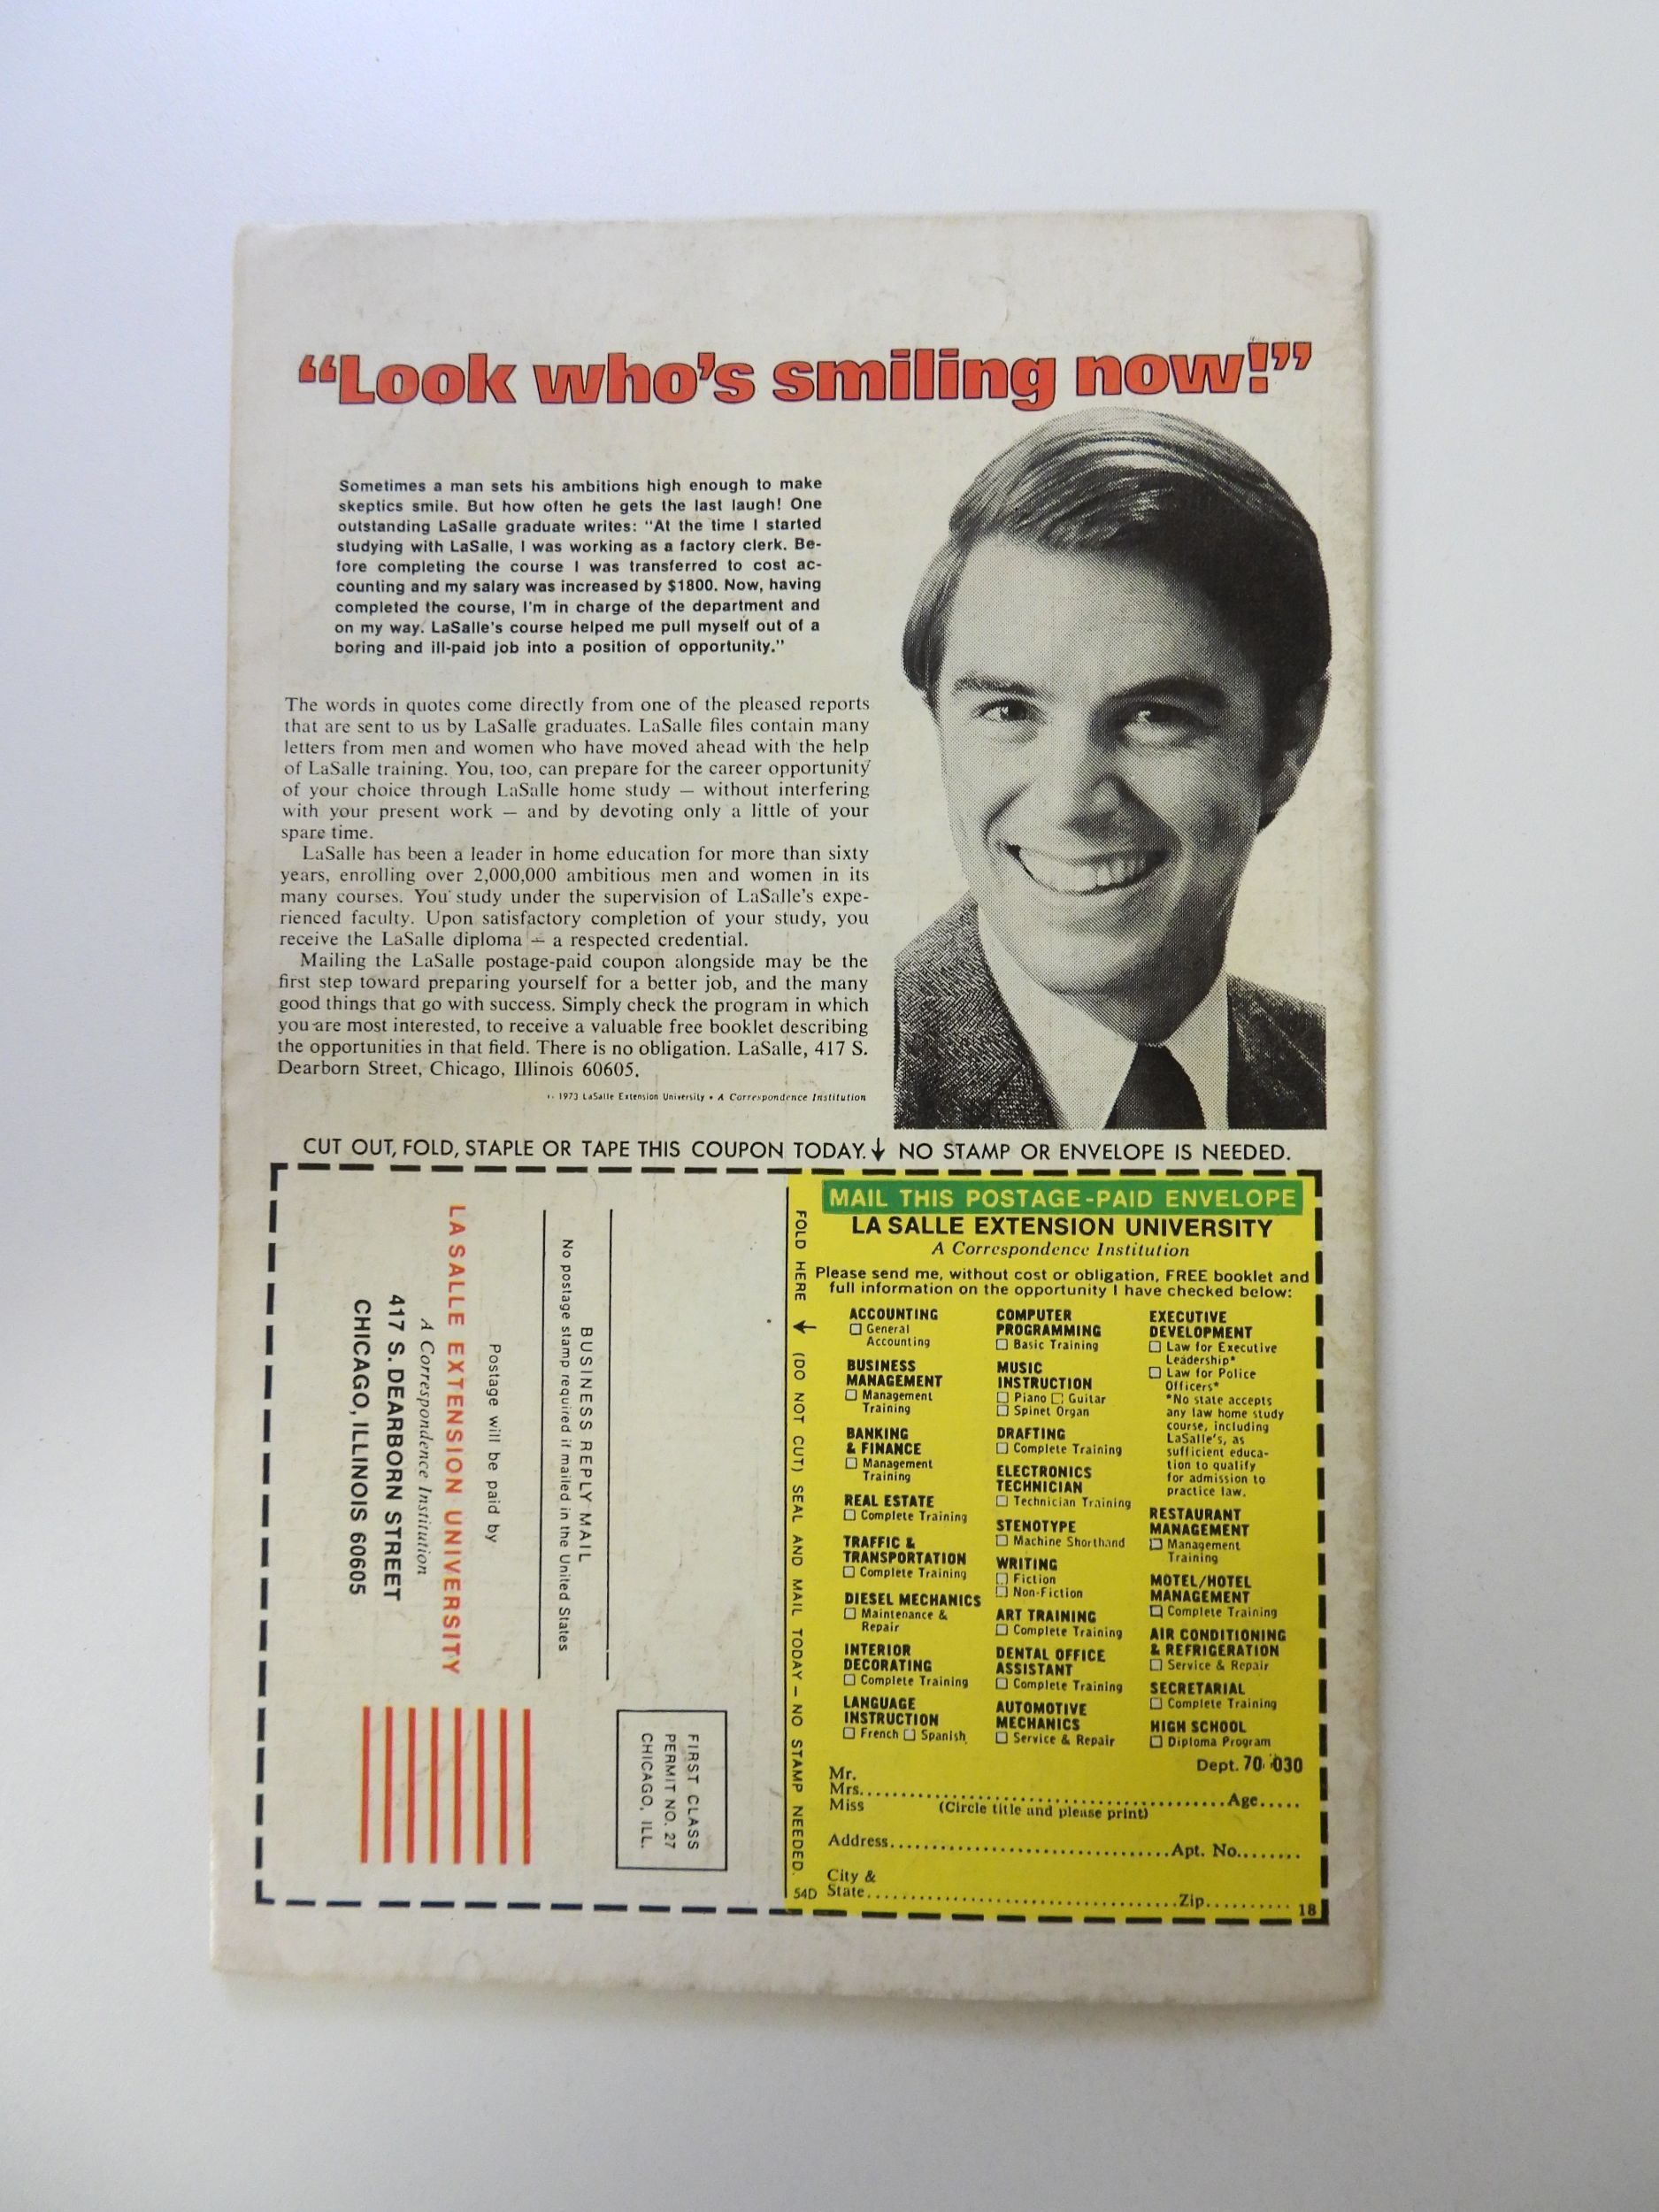 “Look who’s smiling now!”
Sometimes a man sets his ambitions high enough to make
skeptics smile. But how often he gets the last laugh! One
outstanding LaSalle graduate writes: “At the time I started
studying with LaSalle, I was working as a factory clerk. Be-
fore completing the course I was transferred to cost ac-
counting and my salary was increased by $1800. Now, having
completed the course, I'm in charge of the department and
on my way. LaSalle's course helped me pull myself out of a
boring and ill-paid job into a position of opportunity.”
The words in quotes come directly from one of the pleased reports
that are sent to us by LaSalle graduates. LaSalle files contain many
letters from men and women who have moved ahead with the help
of LaSalle training. You, too, can prepare for the career opportunity
of your choice through LaSalle home study — without interfering
with your present work — and by devoting only a little of your
spare time.
LaSalle has been a leader in home education for more than sixty
years, enrolling over 2,000,000 ambitious men and women in its
many courses. You study under the supervision of LaSalle's expe-
rienced faculty. Upon satisfactory completion of your study, you
receive the LaSalle diploma — a respected credential.
Mailing the LaSalle postage-paid coupon alongside may be the
first step toward preparing yourself for a better job, and the many
good things that go with success. Simply check the program in which
you are most interested, to receive a valuable free booklet describing
the opportunities in that field. There is no obligation. LaSalle, 417 S.
Dearborn Street, Chicago, Illinois 60605.
1973 LaSalle Extension University • A Correspondence Institution
CUT OUT, FOLD, STAPLE OR TAPE THIS COUPON TODAY. ↓ NO STAMP OR ENVELOPE IS NEEDED.
FIRST CLASS
PERMIT NO. 27
CHICAGO, ILL.
BUSINESS REPLY MAIL
No postage stamp required if mailed in the United States
Postage will be paid by
LA SALLE EXTENSION UNIVERSITY
A Correspondence Institution
417 S. DEARBORN STREET
CHICAGO, ILLINOIS 60605
FOLD HERE ↓ (DO NOT CUT) SEAL AND MAIL TODAY — NO STAMP NEEDED.
54D
MAIL THIS POSTAGE-PAID ENVELOPE
LA SALLE EXTENSION UNIVERSITY
A Correspondence Institution
Please send me, without cost or obligation, FREE booklet and
full information on the opportunity I have checked below:
ACCOUNTING
☐ General
Accounting
BUSINESS
MANAGEMENT
☐ Management
Training
BANKING
& FINANCE
☐ Management
Training
REAL ESTATE
☐ Complete Training
TRAFFIC &
TRANSPORTATION
☐ Complete Training
DIESEL MECHANICS
☐ Maintenance &
Repair
INTERIOR
DECORATING
☐ Complete Training
LANGUAGE
INSTRUCTION
☐ French ☐ Spanish
COMPUTER
PROGRAMMING
☐ Basic Training
MUSIC
INSTRUCTION
☐ Piano ☐ Guitar
☐ Spinet Organ
DRAFTING
☐ Complete Training
ELECTRONICS
TECHNICIAN
☐ Technician Training
STENOTYPE
☐ Machine Shorthand
WRITING
☐ Fiction
☐ Non-Fiction
ART TRAINING
☐ Complete Training
DENTAL OFFICE
ASSISTANT
☐ Complete Training
AUTOMOTIVE
MECHANICS
☐ Service & Repair
EXECUTIVE
DEVELOPMENT
☐ Law for Executive
Leadership*
☐ Law for Police
Officers*
*No state accepts
any law home study
course, including
LaSalle's, as
sufficient educa-
tion to qualify
for admission to
practice law.
RESTAURANT
MANAGEMENT
☐ Management
Training
MOTEL/HOTEL
MANAGEMENT
☐ Complete Training
AIR CONDITIONING
& REFRIGERATION
☐ Service & Repair
SECRETARIAL
☐ Complete Training
HIGH SCHOOL
☐ Diploma Program
Dept. 70-030
Mr.
Mrs. Age
Miss (Circle title and please print)
Address Apt. No.
City &
State Zip
18